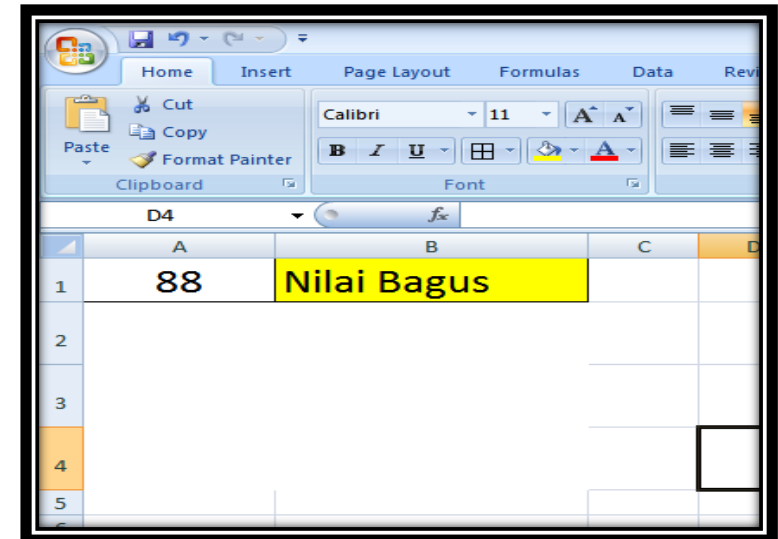 Home Insert Page Layout Formulas Data Revi
Cut
Copy
Paste
Format Painter
Calibri 11 A A
B I U A
Clipboard Font
D4 fx
A B C D
1 88 Nilai Bagus
2
3
4
5